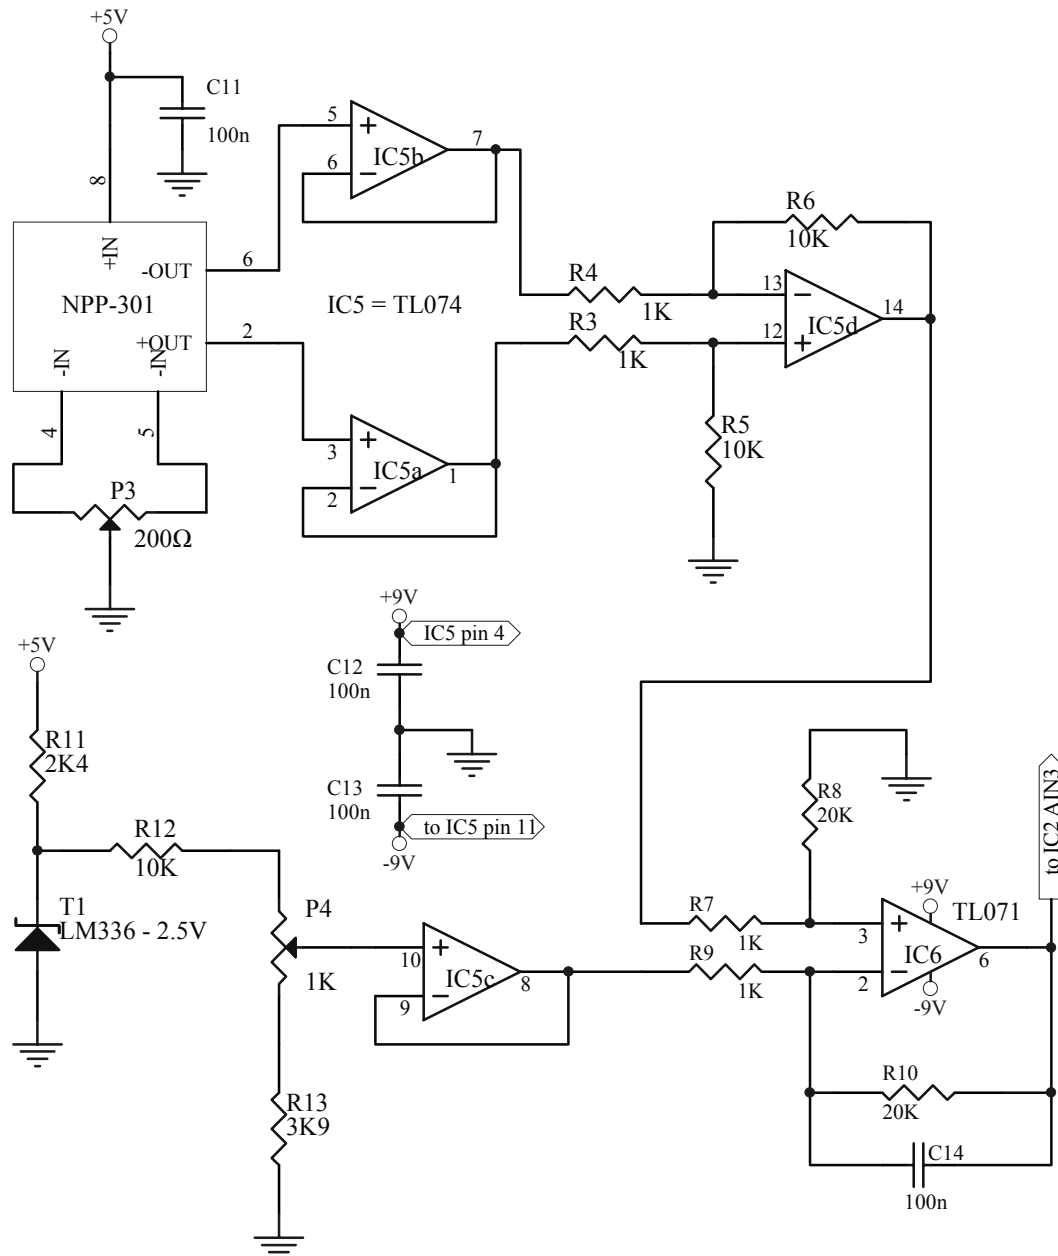 +5V
C11
100n
8
+IN
-OUT
6
NPP-301
+OUT
2
-IN
-IN
4
5
P3
200Ω
5
6
IC5b
7
IC5 = TL074
3
2
IC5a
1
R4
1K
R3
1K
R6
10K
13
12
IC5d
14
R5
10K
+9V
IC5 pin 4
C12
100n
C13
100n
to IC5 pin 11
-9V
+5V
R11
2K4
R12
10K
T1
LM336 - 2.5V
P4
1K
R13
3K9
10
9
IC5c
8
R8
20K
R7
1K
R9
1K
+9V
TL071
3
2
IC6
6
-9V
R10
20K
C14
100n
to IC2 AIN3